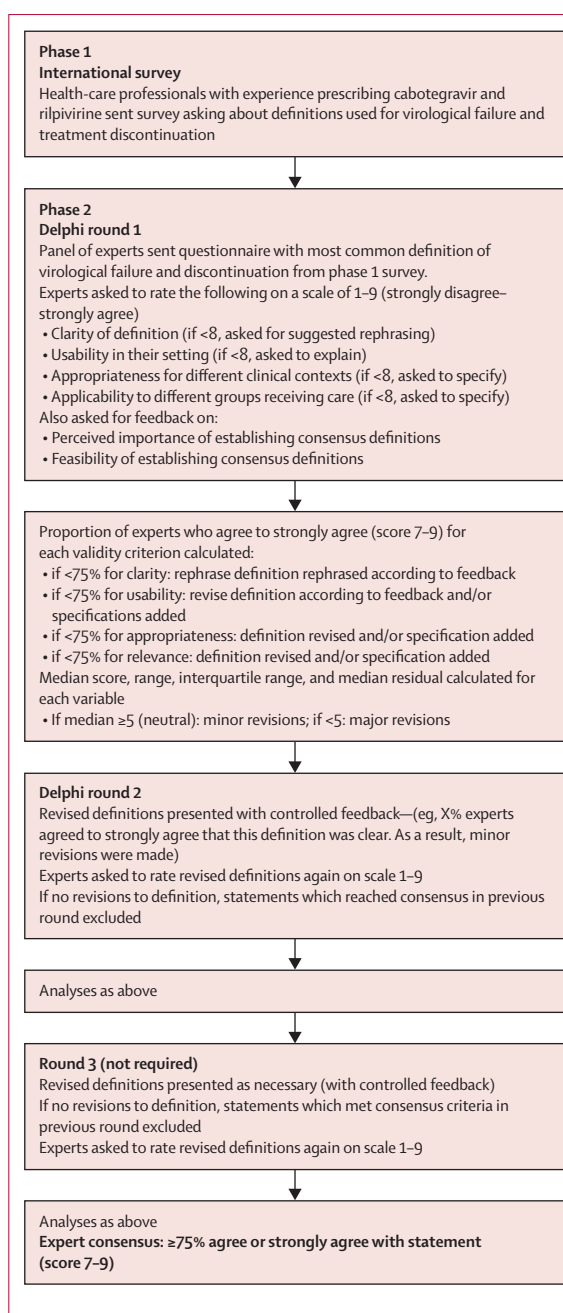 Phase 1
International survey
Health-care professionals with experience prescribing cabotegravir and
rilpivirine sent survey asking about definitions used for virological failure and
treatment discontinuation
Phase 2
Delphi round 1
Panel of experts sent questionnaire with most common definition of
virological failure and discontinuation from phase 1 survey.
Experts asked to rate the following on a scale of 1–9 (strongly disagree–
strongly agree)
• Clarity of definition (if <8, asked for suggested rephrasing)
• Usability in their setting (if <8, asked to explain)
• Appropriateness for different clinical contexts (if <8, asked to specify)
• Applicability to different groups receiving care (if <8, asked to specify)
Also asked for feedback on:
• Perceived importance of establishing consensus definitions
• Feasibility of establishing consensus definitions
Proportion of experts who agree to strongly agree (score 7–9) for
each validity criterion calculated:
• if <75% for clarity: rephrase definition rephrased according to feedback
• if <75% for usability: revise definition according to feedback and/or
specifications added
• if <75% for appropriateness: definition revised and/or specification added
• if <75% for relevance: definition revised and/or specification added
Median score, range, interquartile range, and median residual calculated for
each variable
• If median ≥5 (neutral): minor revisions; if <5: major revisions
Delphi round 2
Revised definitions presented with controlled feedback—(eg, X% experts
agreed to strongly agree that this definition was clear. As a result, minor
revisions were made)
Experts asked to rate revised definitions again on scale 1–9
If no revisions to definition, statements which reached consensus in previous
round excluded
Analyses as above
Round 3 (not required)
Revised definitions presented as necessary (with controlled feedback)
If no revisions to definition, statements which met consensus criteria in
previous round excluded
Experts asked to rate revised definitions again on scale 1–9
Analyses as above
Expert consensus: ≥75% agree or strongly agree with statement
(score 7–9)